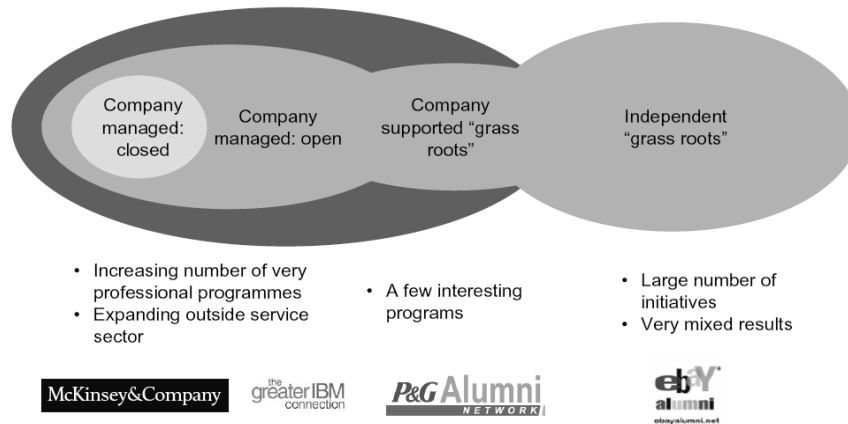 Company
managed:
closed
Company
managed: open
Company
supported “grass
roots”
Independent
“grass roots”
• Increasing number of very
professional programmes
• Expanding outside service
sector
• A few interesting
programs
• Large number of
initiatives
• Very mixed results
McKinsey&Company
the
greater IBM
connection
P&G Alumni
NETWORK
ebaY
alumni
ebayalumni.net